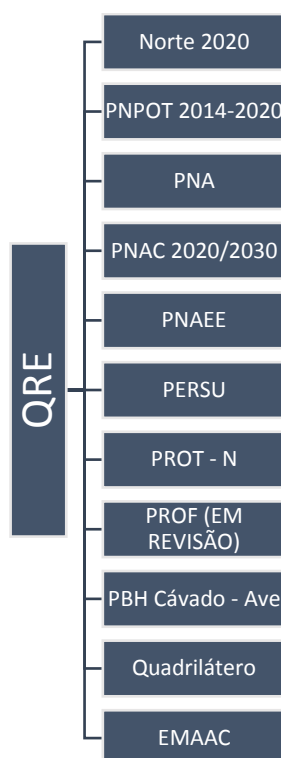 QRE
Norte 2020
PNPOT 2014-2020
PNA
PNAC 2020/2030
PNAEE
PERSU
PROT - N
PROF (EM
REVISÃO)
PBH Cávado - Ave
Quadrilátero
EMAAC